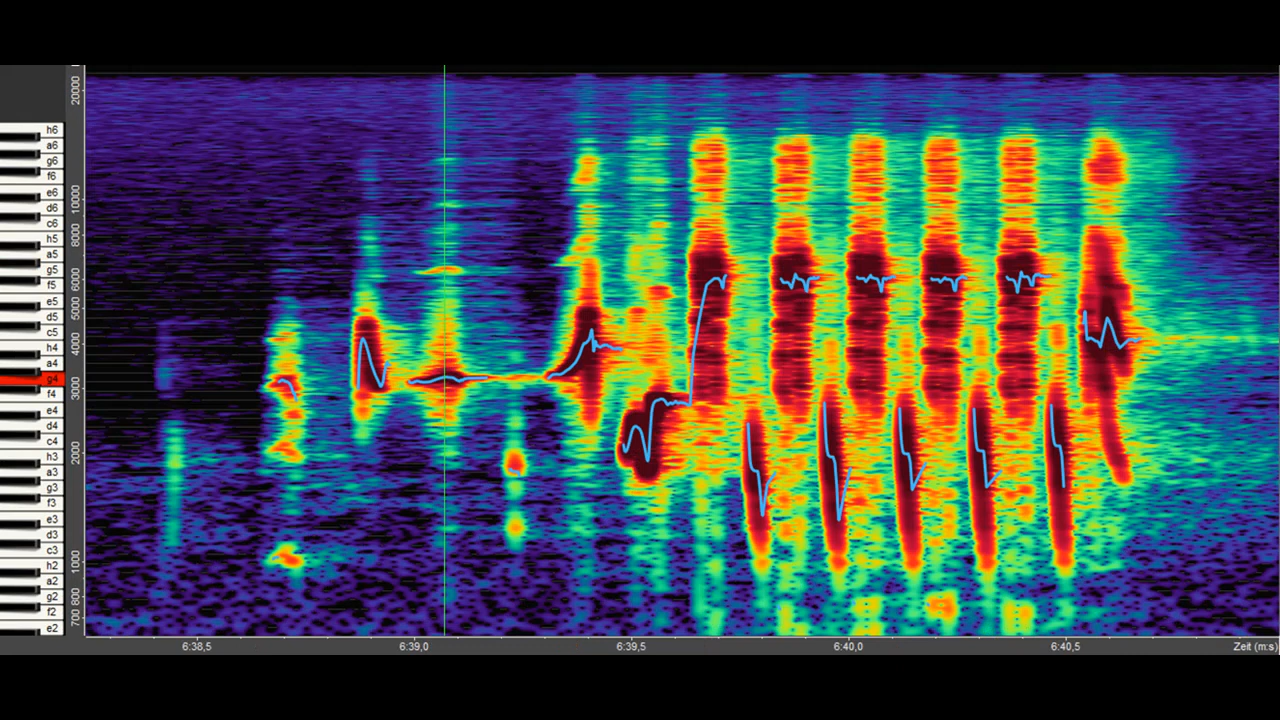 h6
a6
g6
f6
e6
d6
c6
h5
a5
g5
f5
e5
d5
c5
h4
a4
g4
f4
e4
d4
c4
h3
a3
g3
f3
e3
d3
c3
h2
a2
g2
f2
e2
20000
10000
8000
6000
5000
4000
3000
2000
1000
800
700
6:38,5 6:39,0 6:39,5 6:40,0 6:40,5 Zeit (m:s)